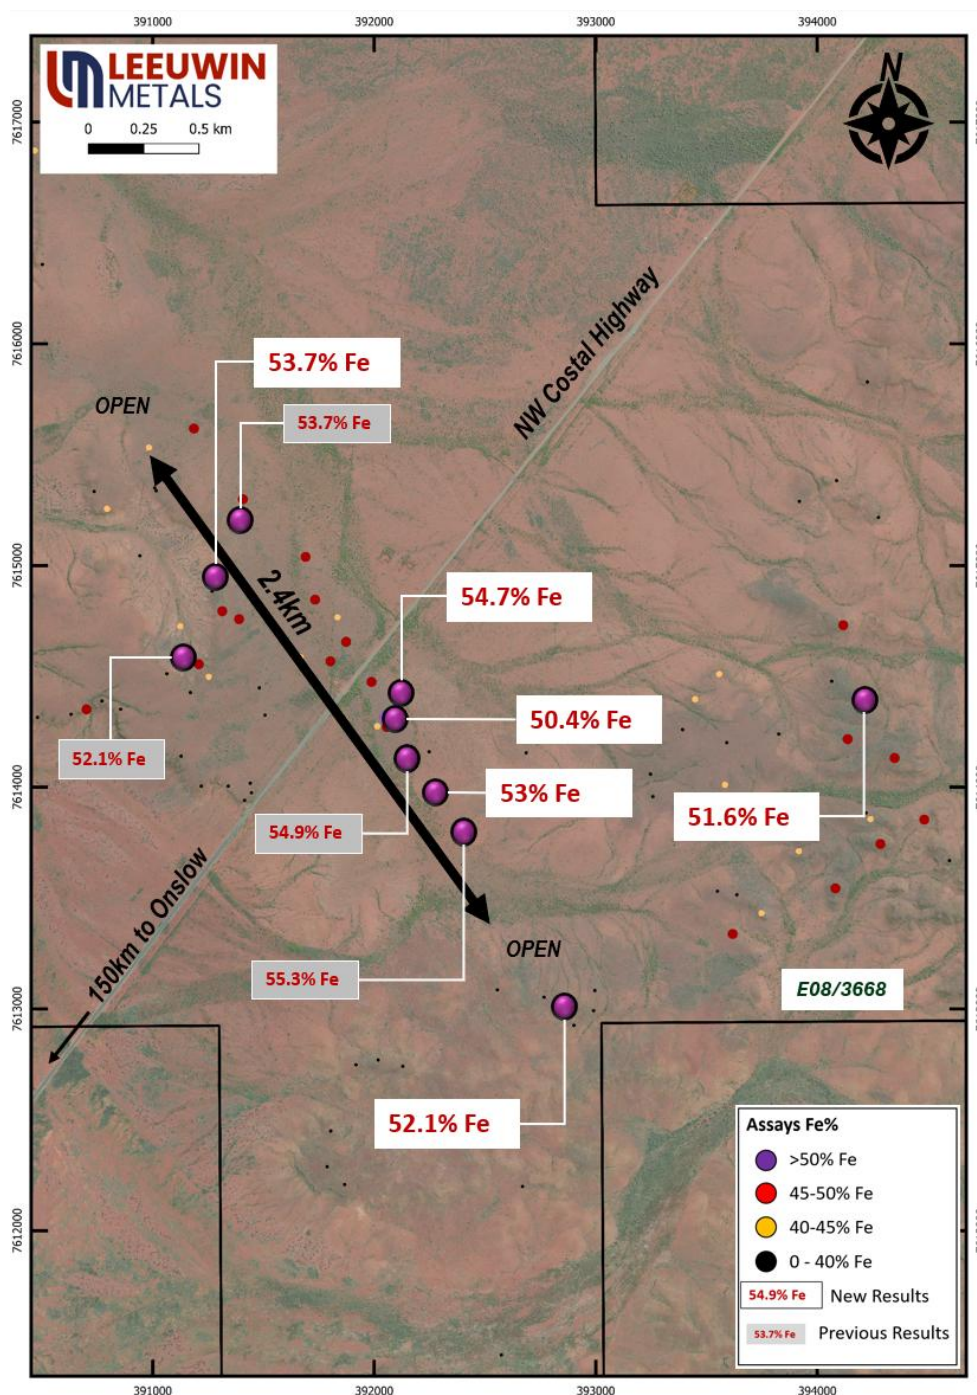 391000
392000
393000
394000
LEEUWIN
METALS
0 0.25 0.5 km
N
7617000
7616000
7615000
7614000
7613000
7612000
NW Costal Highway
53.7% Fe
OPEN
53.7% Fe
2.4km
54.7% Fe
52.1% Fe
50.4% Fe
53% Fe
51.6% Fe
54.9% Fe
150km to Onslow
OPEN
55.3% Fe
E08/3668
52.1% Fe
Assays Fe%
>50% Fe
45-50% Fe
40-45% Fe
0 - 40% Fe
54.9% Fe New Results
53.7% Fe Previous Results
391000
392000
393000
394000